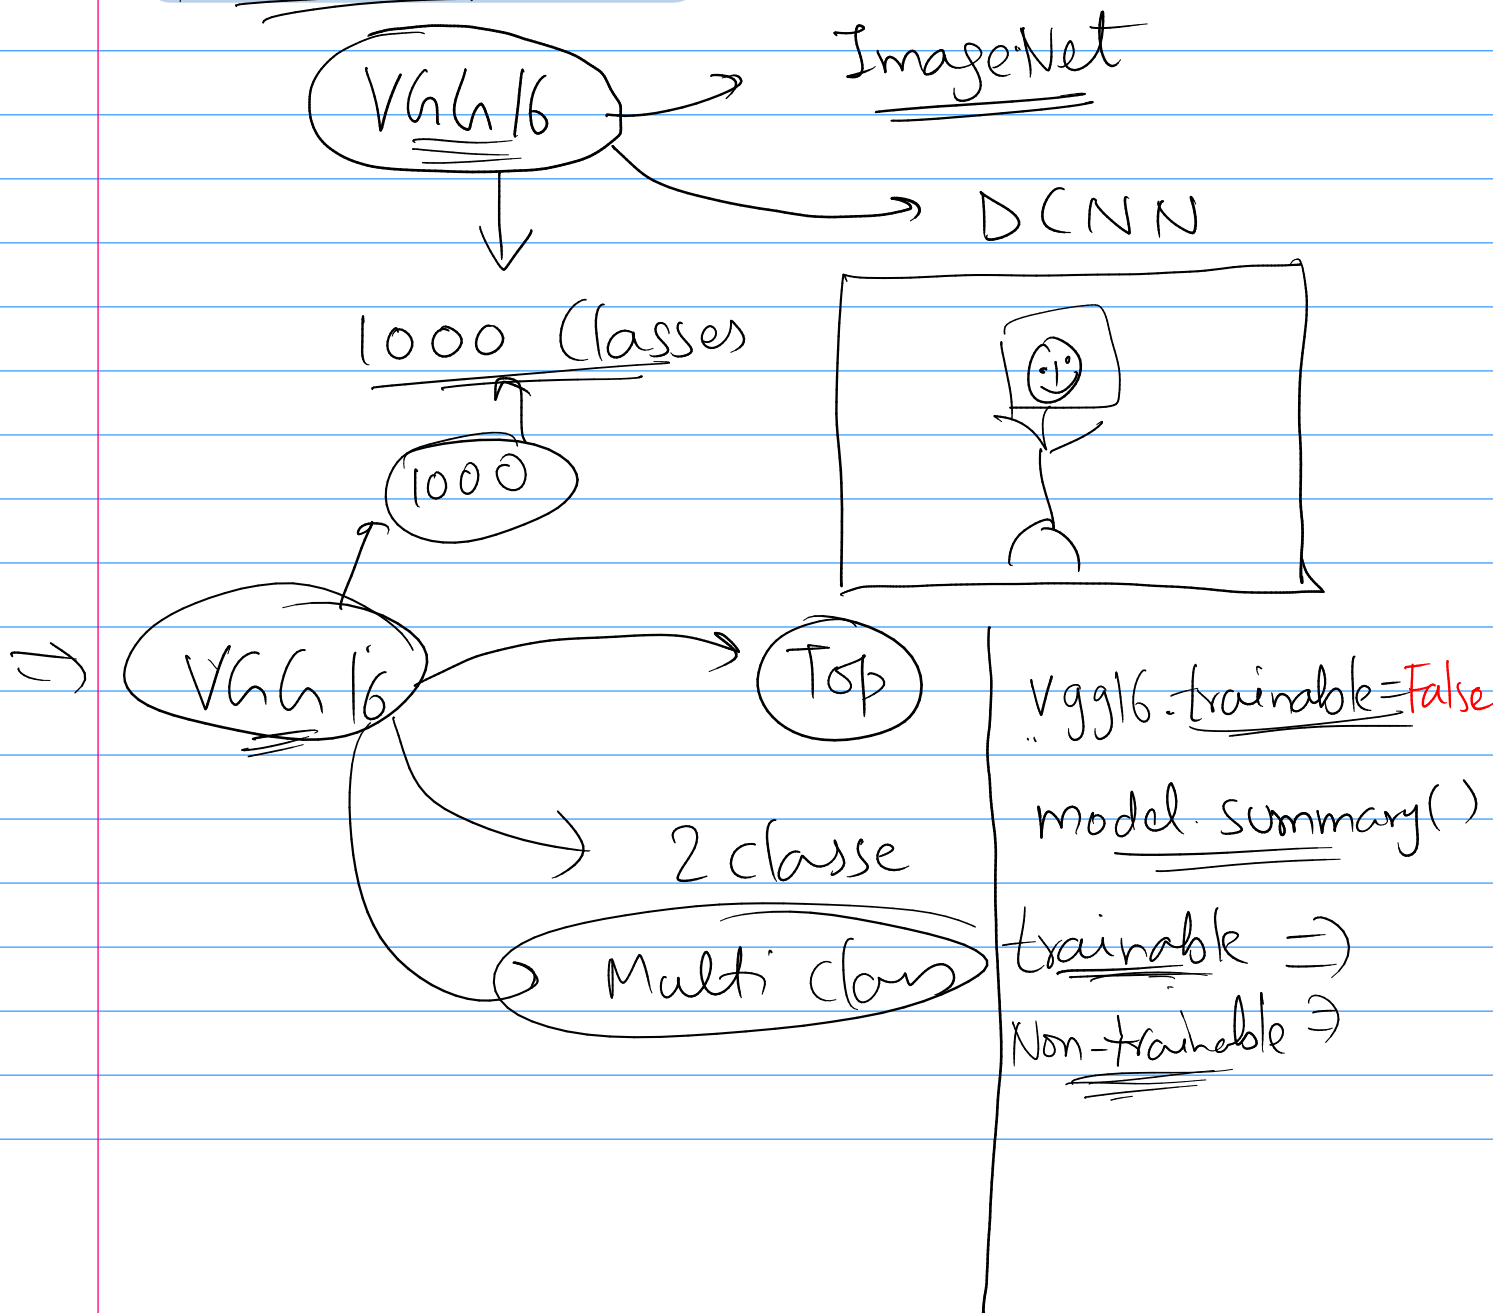 VGG16
ImageNet
DCNN
1000 Classes
1000
VGG16
Top
Vgg16.trainable=False
model.summary()
2 classe
Multi class
trainable =>
Non-trainable =>